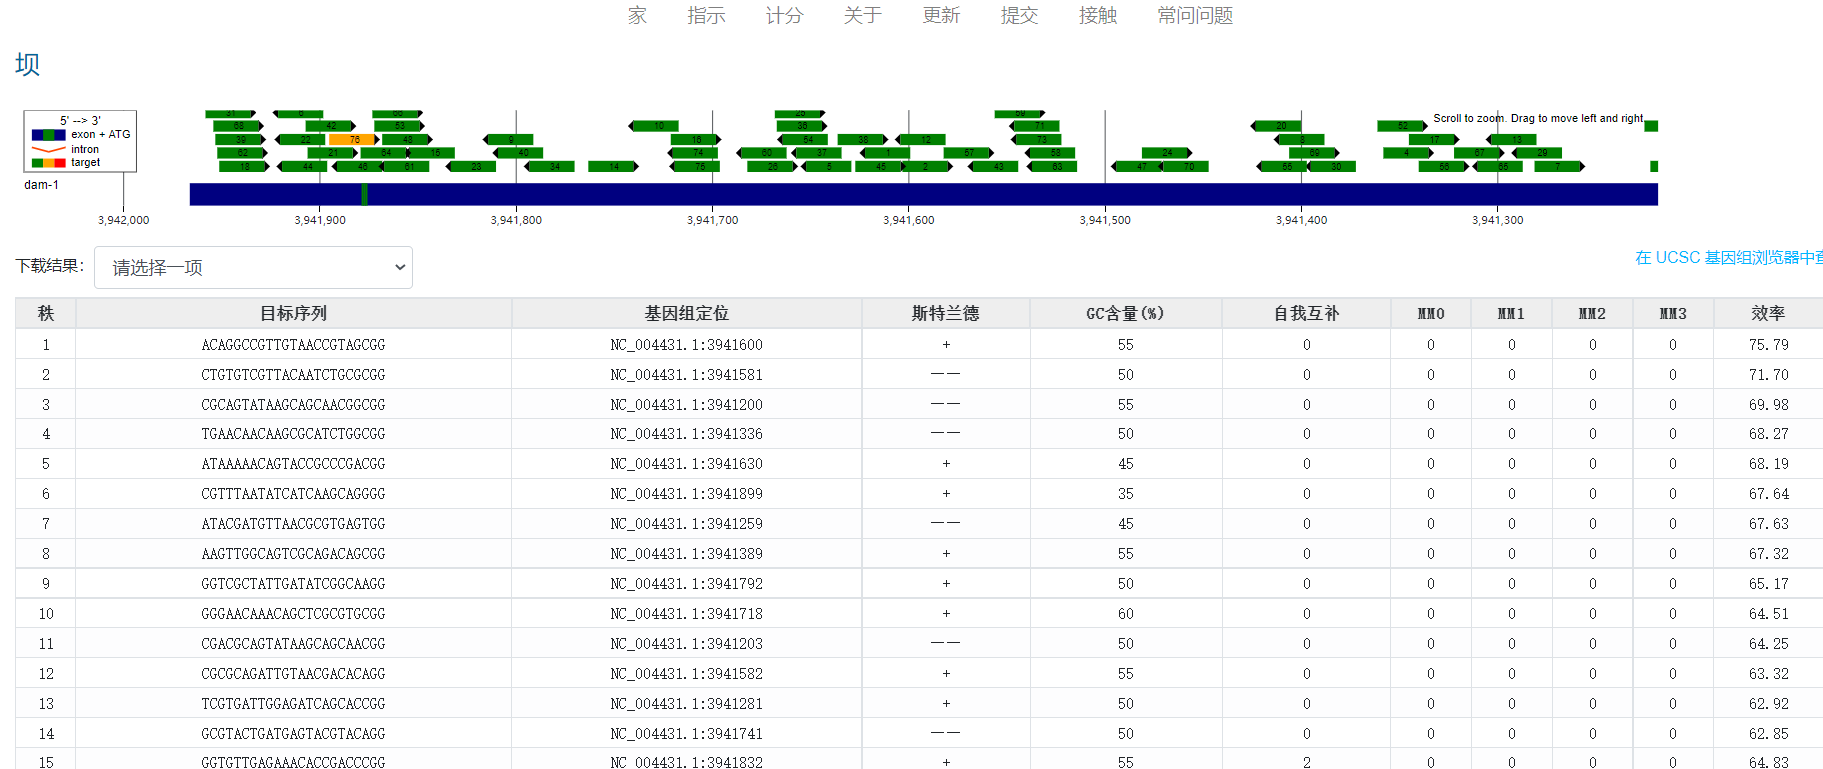 家 指示 计分 关于 更新 提交 接触 常问问题
坝
5' --> 3'
exon + ATG
intron
target
dam-1
Scroll to zoom. Drag to move left and right.
3,942,000 3,941,900 3,941,800 3,941,700 3,941,600 3,941,500 3,941,400 3,941,300
下载结果： 请选择一项
在 UCSC 基因组浏览器中
秩 目标序列 基因组定位 斯特兰德 GC含量(%) 自我互补 MM0 MM1 MM2 MM3 效率
1 ACAGGCCGTTGTAACCGTAGCGG NC_004431.1:3941600 + 55 0 0 0 0 0 75.79
2 CTGTGTCGTTACAATCTGCGCGG NC_004431.1:3941581 —— 50 0 0 0 0 0 71.70
3 CGCAGTATAAGCAGCAACGGCGG NC_004431.1:3941200 —— 55 0 0 0 0 0 69.98
4 TGAACAACAAGCGCATCTGGCGG NC_004431.1:3941336 —— 50 0 0 0 0 0 68.27
5 ATAAAAACAGTACCGCCCGACGG NC_004431.1:3941630 + 45 0 0 0 0 0 68.19
6 CGTTTAATATCATCAAGCAGGGG NC_004431.1:3941899 + 35 0 0 0 0 0 67.64
7 ATACGATGTTAACGCGTGAGTGG NC_004431.1:3941259 —— 45 0 0 0 0 0 67.63
8 AAGTTGGCAGTCGCAGACAGCGG NC_004431.1:3941389 + 55 0 0 0 0 0 67.32
9 GGTCGCTATTGATATCGGCAAGG NC_004431.1:3941792 + 50 0 0 0 0 0 65.17
10 GGGAACAAACAGCTCGCGTGCGG NC_004431.1:3941718 + 60 0 0 0 0 0 64.51
11 CGACGCAGTATAAGCAGCAACGG NC_004431.1:3941203 —— 50 0 0 0 0 0 64.25
12 CGCGCAGATTGTAACGACACAGG NC_004431.1:3941582 + 55 0 0 0 0 0 63.32
13 TCGTGATTGGAGATCAGCACCGG NC_004431.1:3941281 + 50 0 0 0 0 0 62.92
14 GCGTACTGATGAGTACGTACAGG NC_004431.1:3941741 —— 50 0 0 0 0 0 62.85
15 GGTGTTGAGAAACACCGACCCGG NC_004431.1:3941832 + 55 2 0 0 0 0 64.83